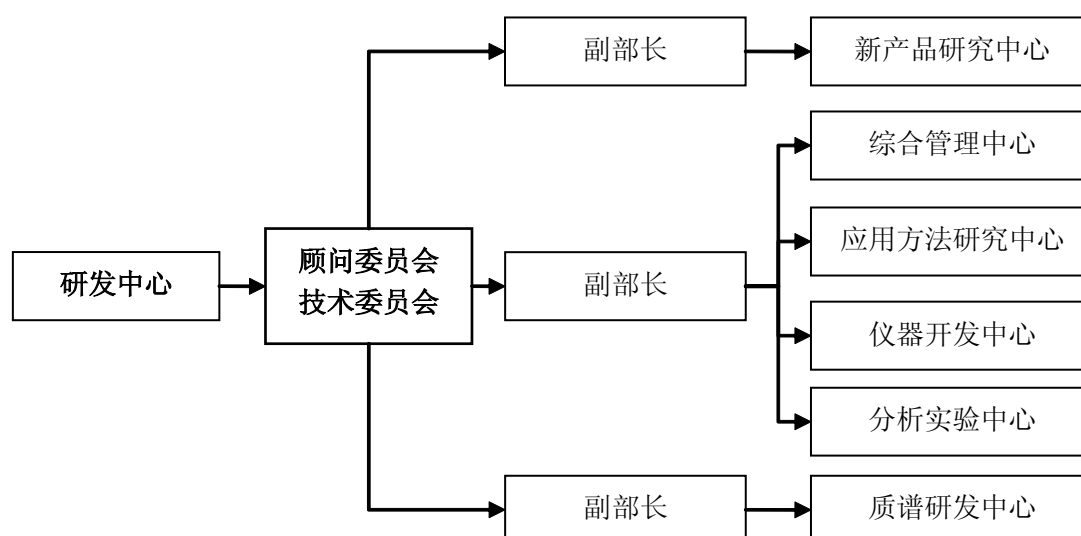 副部长
新产品研究中心
综合管理中心
应用方法研究中心
顾问委员会
技术委员会
研发中心
副部长
仪器开发中心
分析实验中心
副部长
质谱研发中心